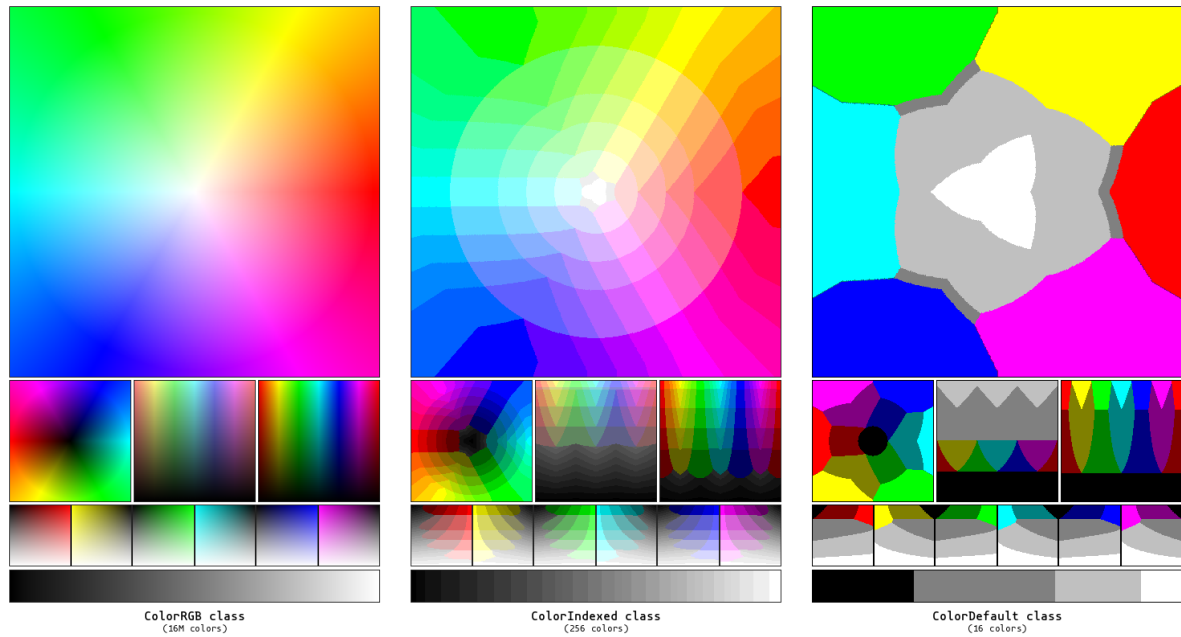 ColorRGB class
(16M colors)
ColorIndexed class
(256 colors)
ColorDefault class
(16 colors)